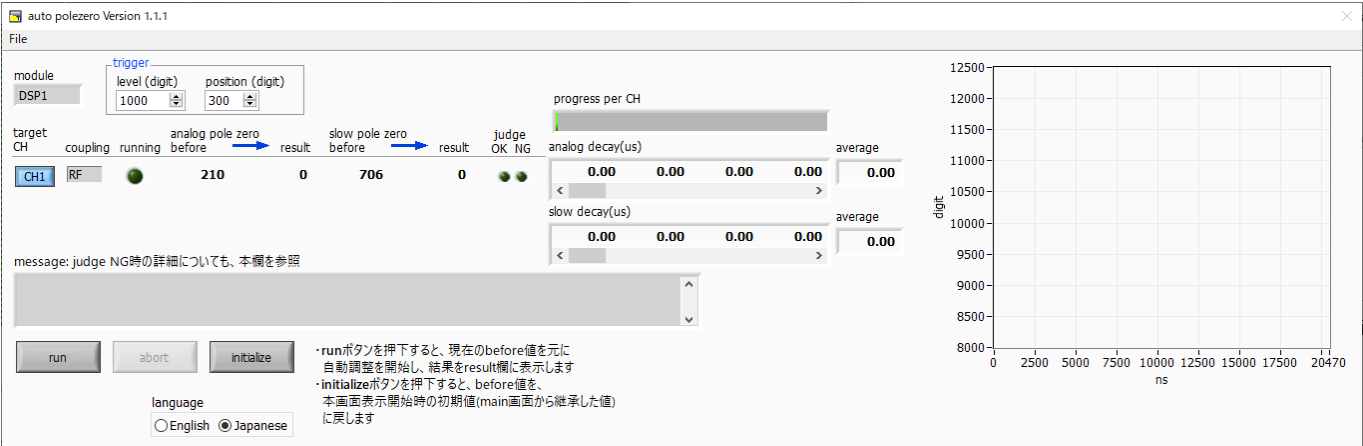 auto polezero Version 1.1.1
File
module
DSP1
trigger
level (digit)
position (digit)
1000
300
target
CH
coupling
running
analog pole zero
before
result
slow pole zero
before
result
judge
OK NG
CH1
RF
210
0
706
0
progress per CH
analog decay(us)
0.00 0.00 0.00 0.00
average
0.00
slow decay(us)
0.00 0.00 0.00 0.00
average
0.00
message: judge NG時の詳細についても、本欄を参照
run
abort
initialize
・runボタンを押下すると、現在のbefore値を元に
自動調整を開始し、結果をresult欄に表示します
・initializeボタンを押下すると、before値を、
本画面表示開始時の初期値(main画面から継承した値)
に戻します
language
English
Japanese
digit
12500
12000
11500
11000
10500
10000
9500
9000
8500
8000
0 2500 5000 7500 10000 12500 15000 17500 20470
ns